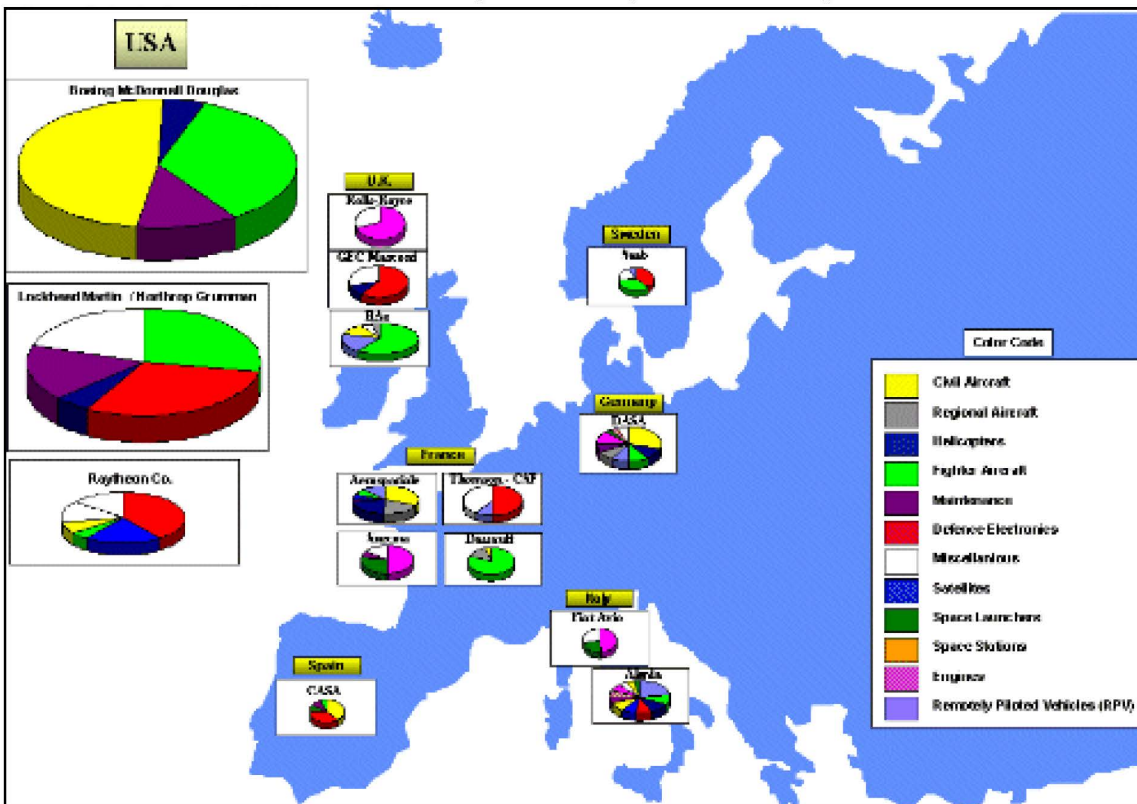 USA
Boeing McDonnell Douglas
Lockheed Martin / Northrop Grumman
Raytheon Co.
U.K.
Rolls-Royce
GEC Marconi
BAe
Sweden
Saab
Germany
DASA
France
Aerospatiale
Thomson - CSF
Snecma
Dassault
Italy
Fiat Avio
Alenia
Spain
CASA
Color Code
Civil Aircraft
Regional Aircraft
Helicopters
Fighter Aircraft
Maintenance
Defence Electronics
Miscellanious
Satellites
Space Launchers
Space Stations
Engines
Remotely Piloted Vehicles (RPV)